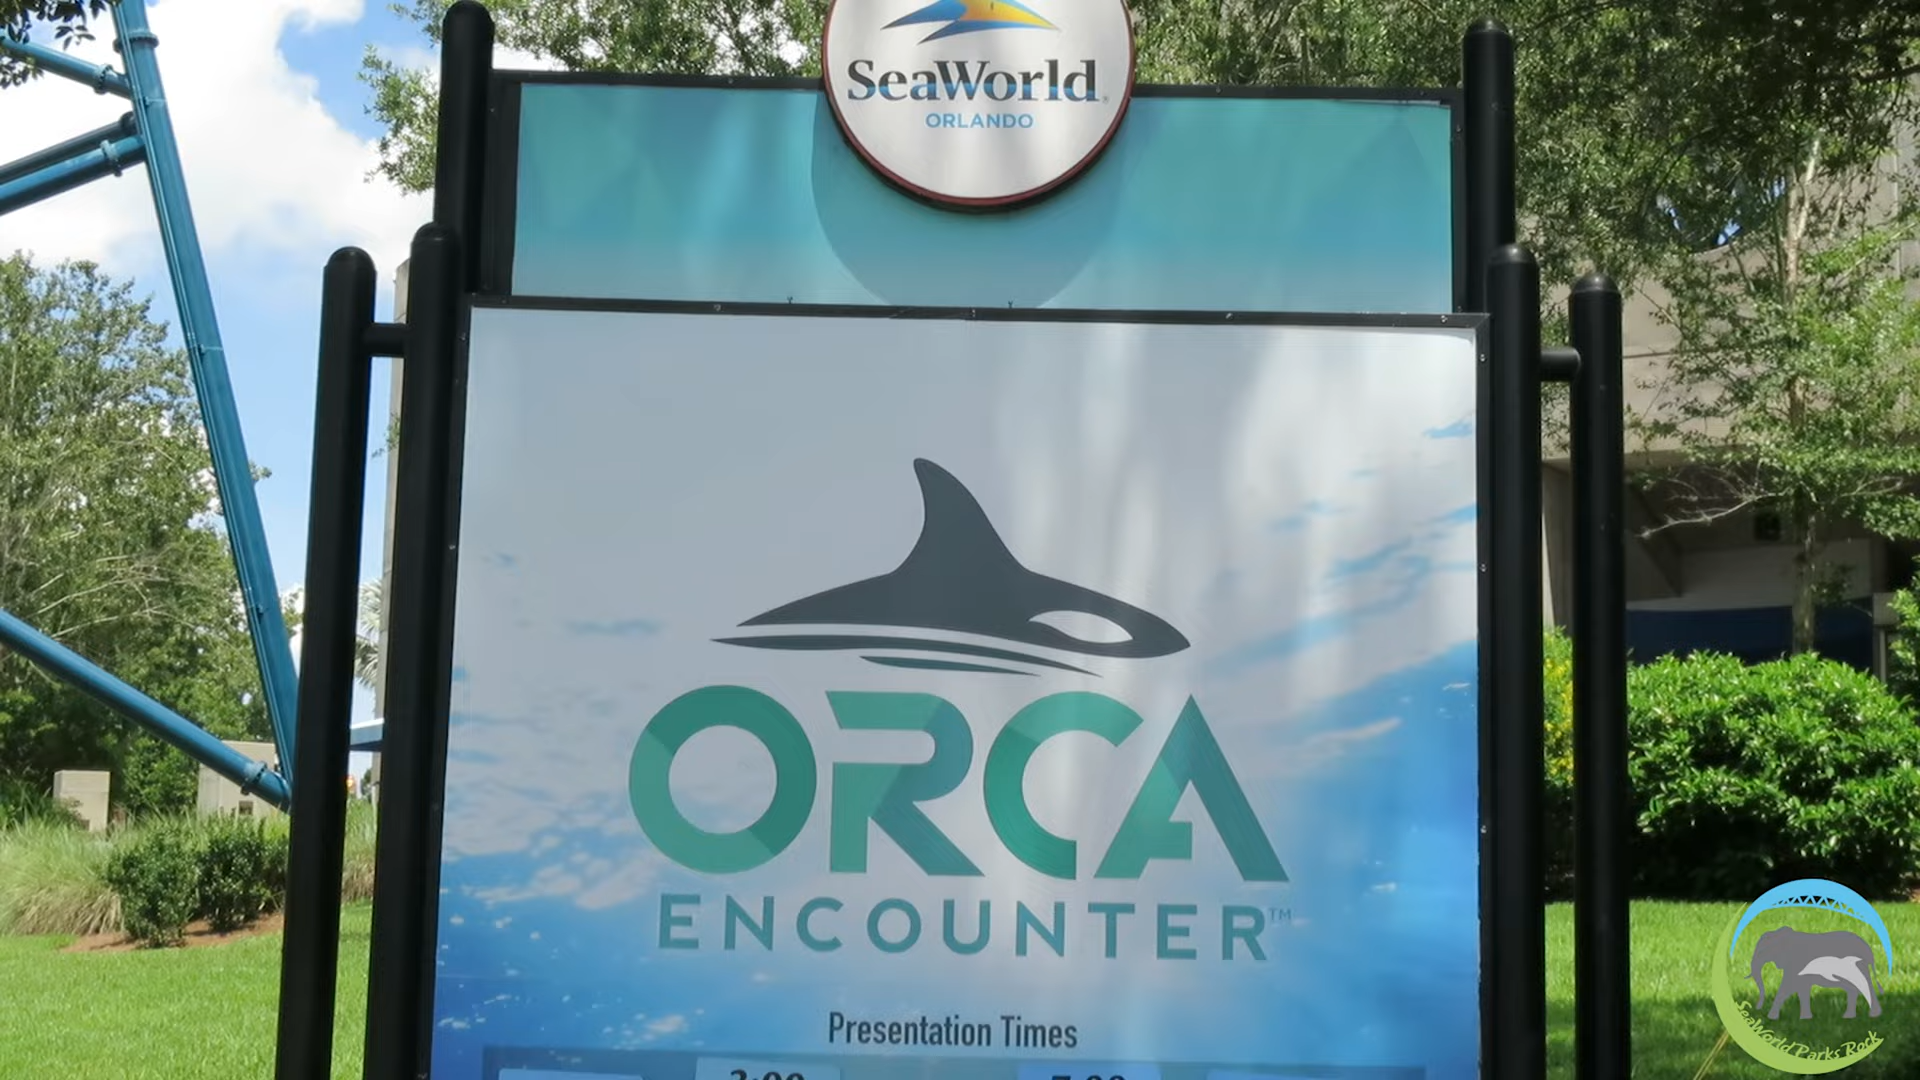 SeaWorld
ORLANDO
ORCA
ENCOUNTER™
Presentation Times
SeaWorld Parks Rock